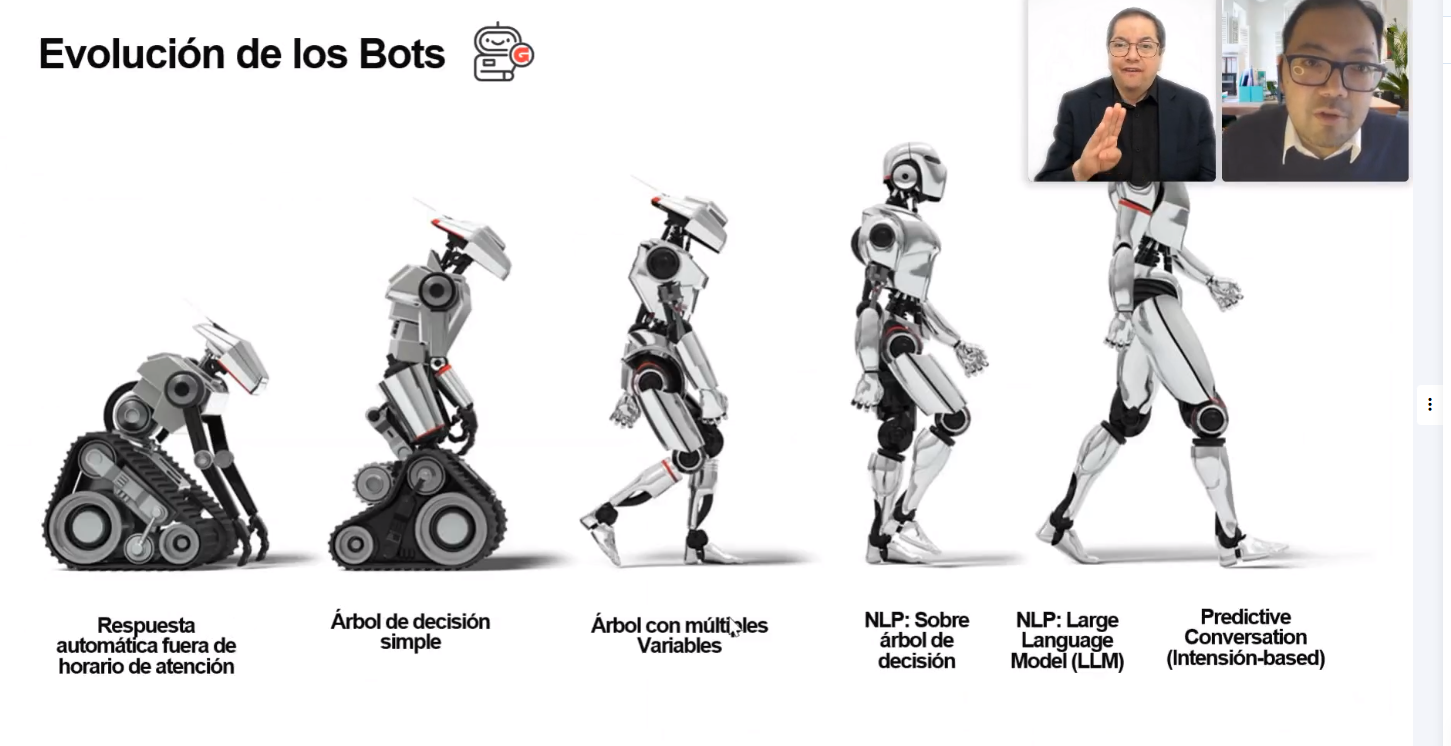 Evolución de los Bots
G
Respuesta
automática fuera de
horario de atención
Árbol de decisión
simple
Árbol con múltiples
Variables
NLP: Sobre
árbol de
decisión
NLP: Large
Language
Model (LLM)
Predictive
Conversation
(Intensión-based)